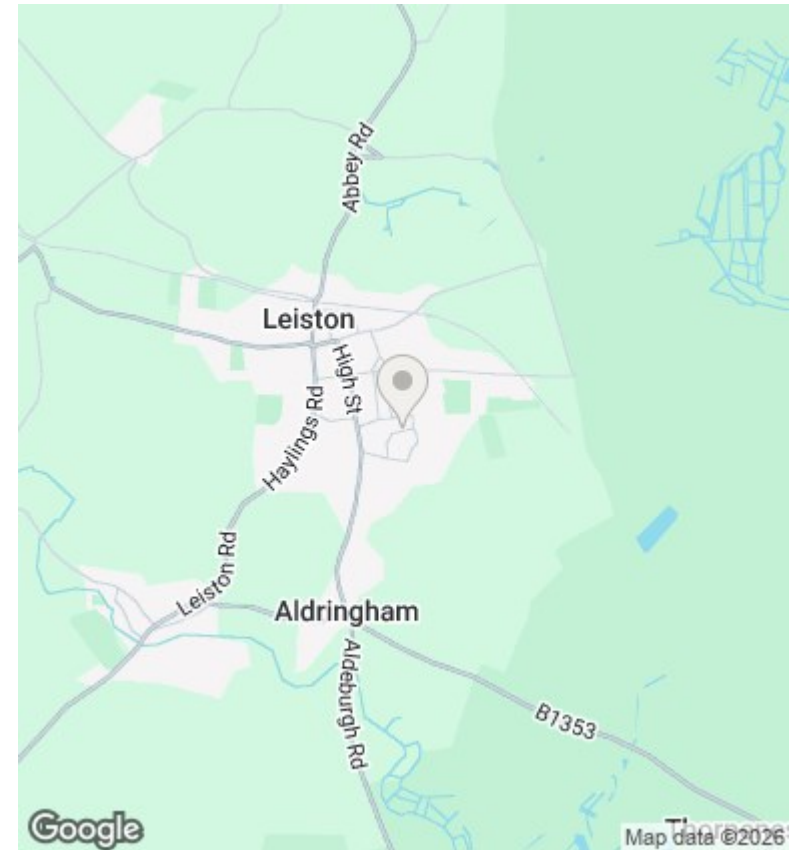 Abbey Rd
Leiston
High St
Haylings Rd
Leiston Rd
Aldringham
Aldeburgh Rd
B1353
Google
Map data ©2026